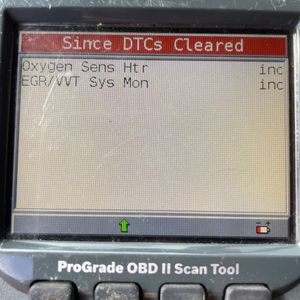 Since DTCs Cleared
Oxygen Sens Htr inc
EGR/VVT Sys Mon inc
- +
ProGrade OBD II Scan Tool